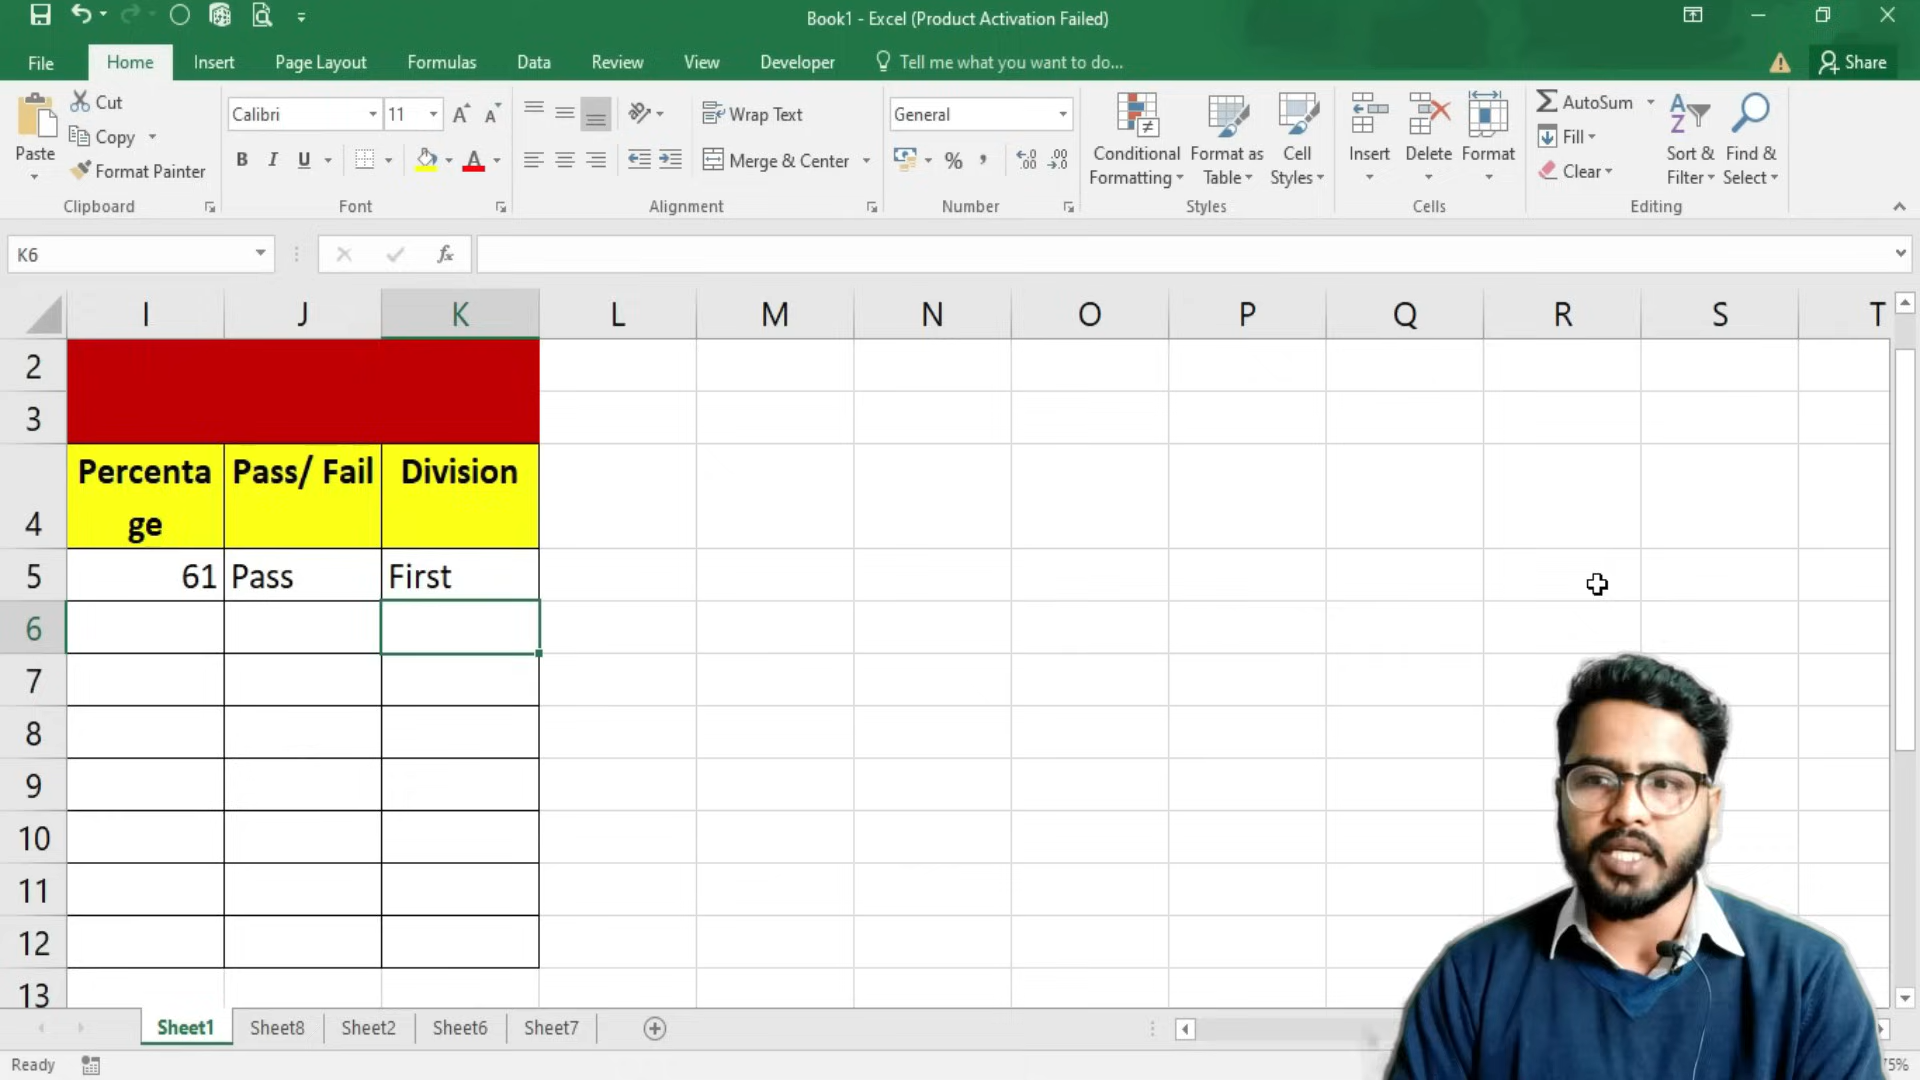 Book1 - Excel (Product Activation Failed)
File Home Insert Page Layout Formulas Data Review View Developer Tell me what you want to do... Share
Paste
Cut
Copy
Format Painter
Clipboard
Calibri 11
B I U A
Font
Wrap Text
Merge & Center
Alignment
General
%
Number
Conditional Formatting
Format as Table
Cell Styles
Styles
Insert Delete Format
Cells
AutoSum
Fill
Clear
Sort & Filter
Find & Select
Editing
K6 fx
I J K L M N O P Q R S T
2
3
4 Percenta
ge Pass/ Fail Division
5 61 Pass First
6
7
8
9
10
11
12
13
Sheet1 Sheet8 Sheet2 Sheet6 Sheet7
Ready